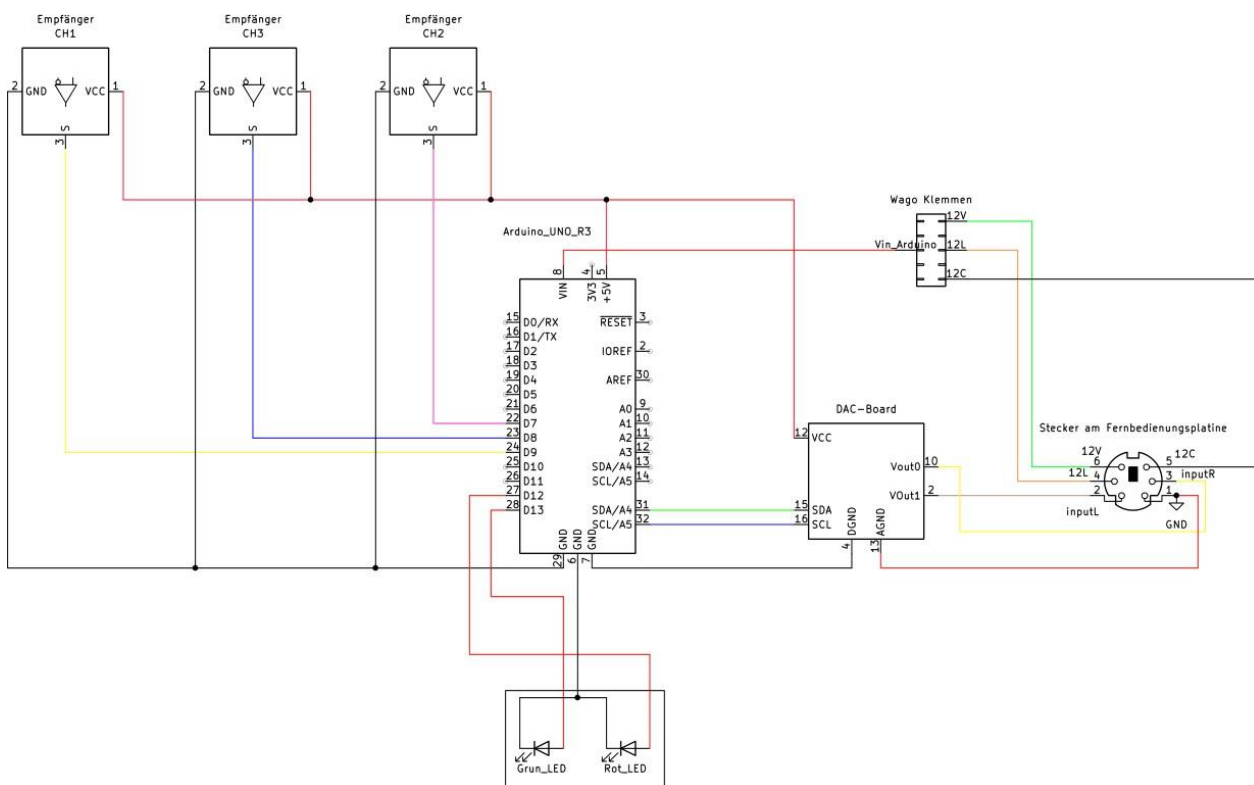 Empfänger
CH1
Empfänger
CH3
Empfänger
CH2
2 GND VCC 1
S
3
2 GND VCC 1
S
3
2 GND VCC 1
S
3
Wago Klemmen
12V
Vin_Arduino 12L
12C
Arduino_UNO_R3
8 4 5
VIN 3V3 +5V
15 D0/RX RESET 3
16 D1/TX
17 D2 IOREF 2
18 D3
19 D4 AREF 30
20 D5
21 D6 A0 9
22 D7 A1 10
23 D8 A2 11
24 D9 A3 12
25 D10 SDA/A4 13
26 D11 SCL/A5 14
27 D12
28 D13 SDA/A4 31
SCL/A5 32
GND GND GND
29 6 7
DAC-Board
12 VCC
Vout0 10
VOut1 2
15 SDA
16 SCL
DGND AGND
4 13
Stecker am Fernbedienungsplatine
12V 12C
6 5
12L inputR
4 3
2 1
inputL GND
Grun_LED Rot_LED